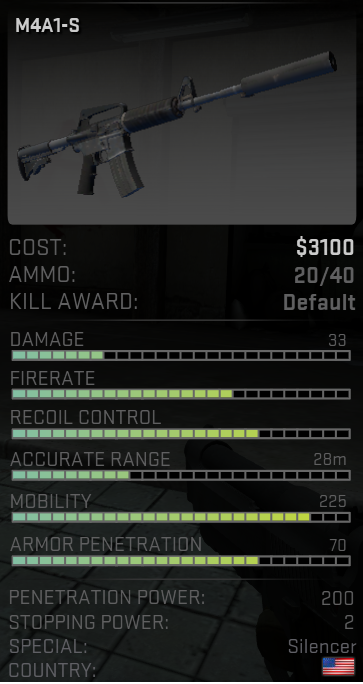 M4A1-S
COST: $3100
AMMO: 20/40
KILL AWARD: Default
DAMAGE 33
FIRERATE
RECOIL CONTROL
ACCURATE RANGE 28m
MOBILITY 225
ARMOR PENETRATION 70
PENETRATION POWER: 200
STOPPING POWER: 2
SPECIAL: Silencer
COUNTRY: